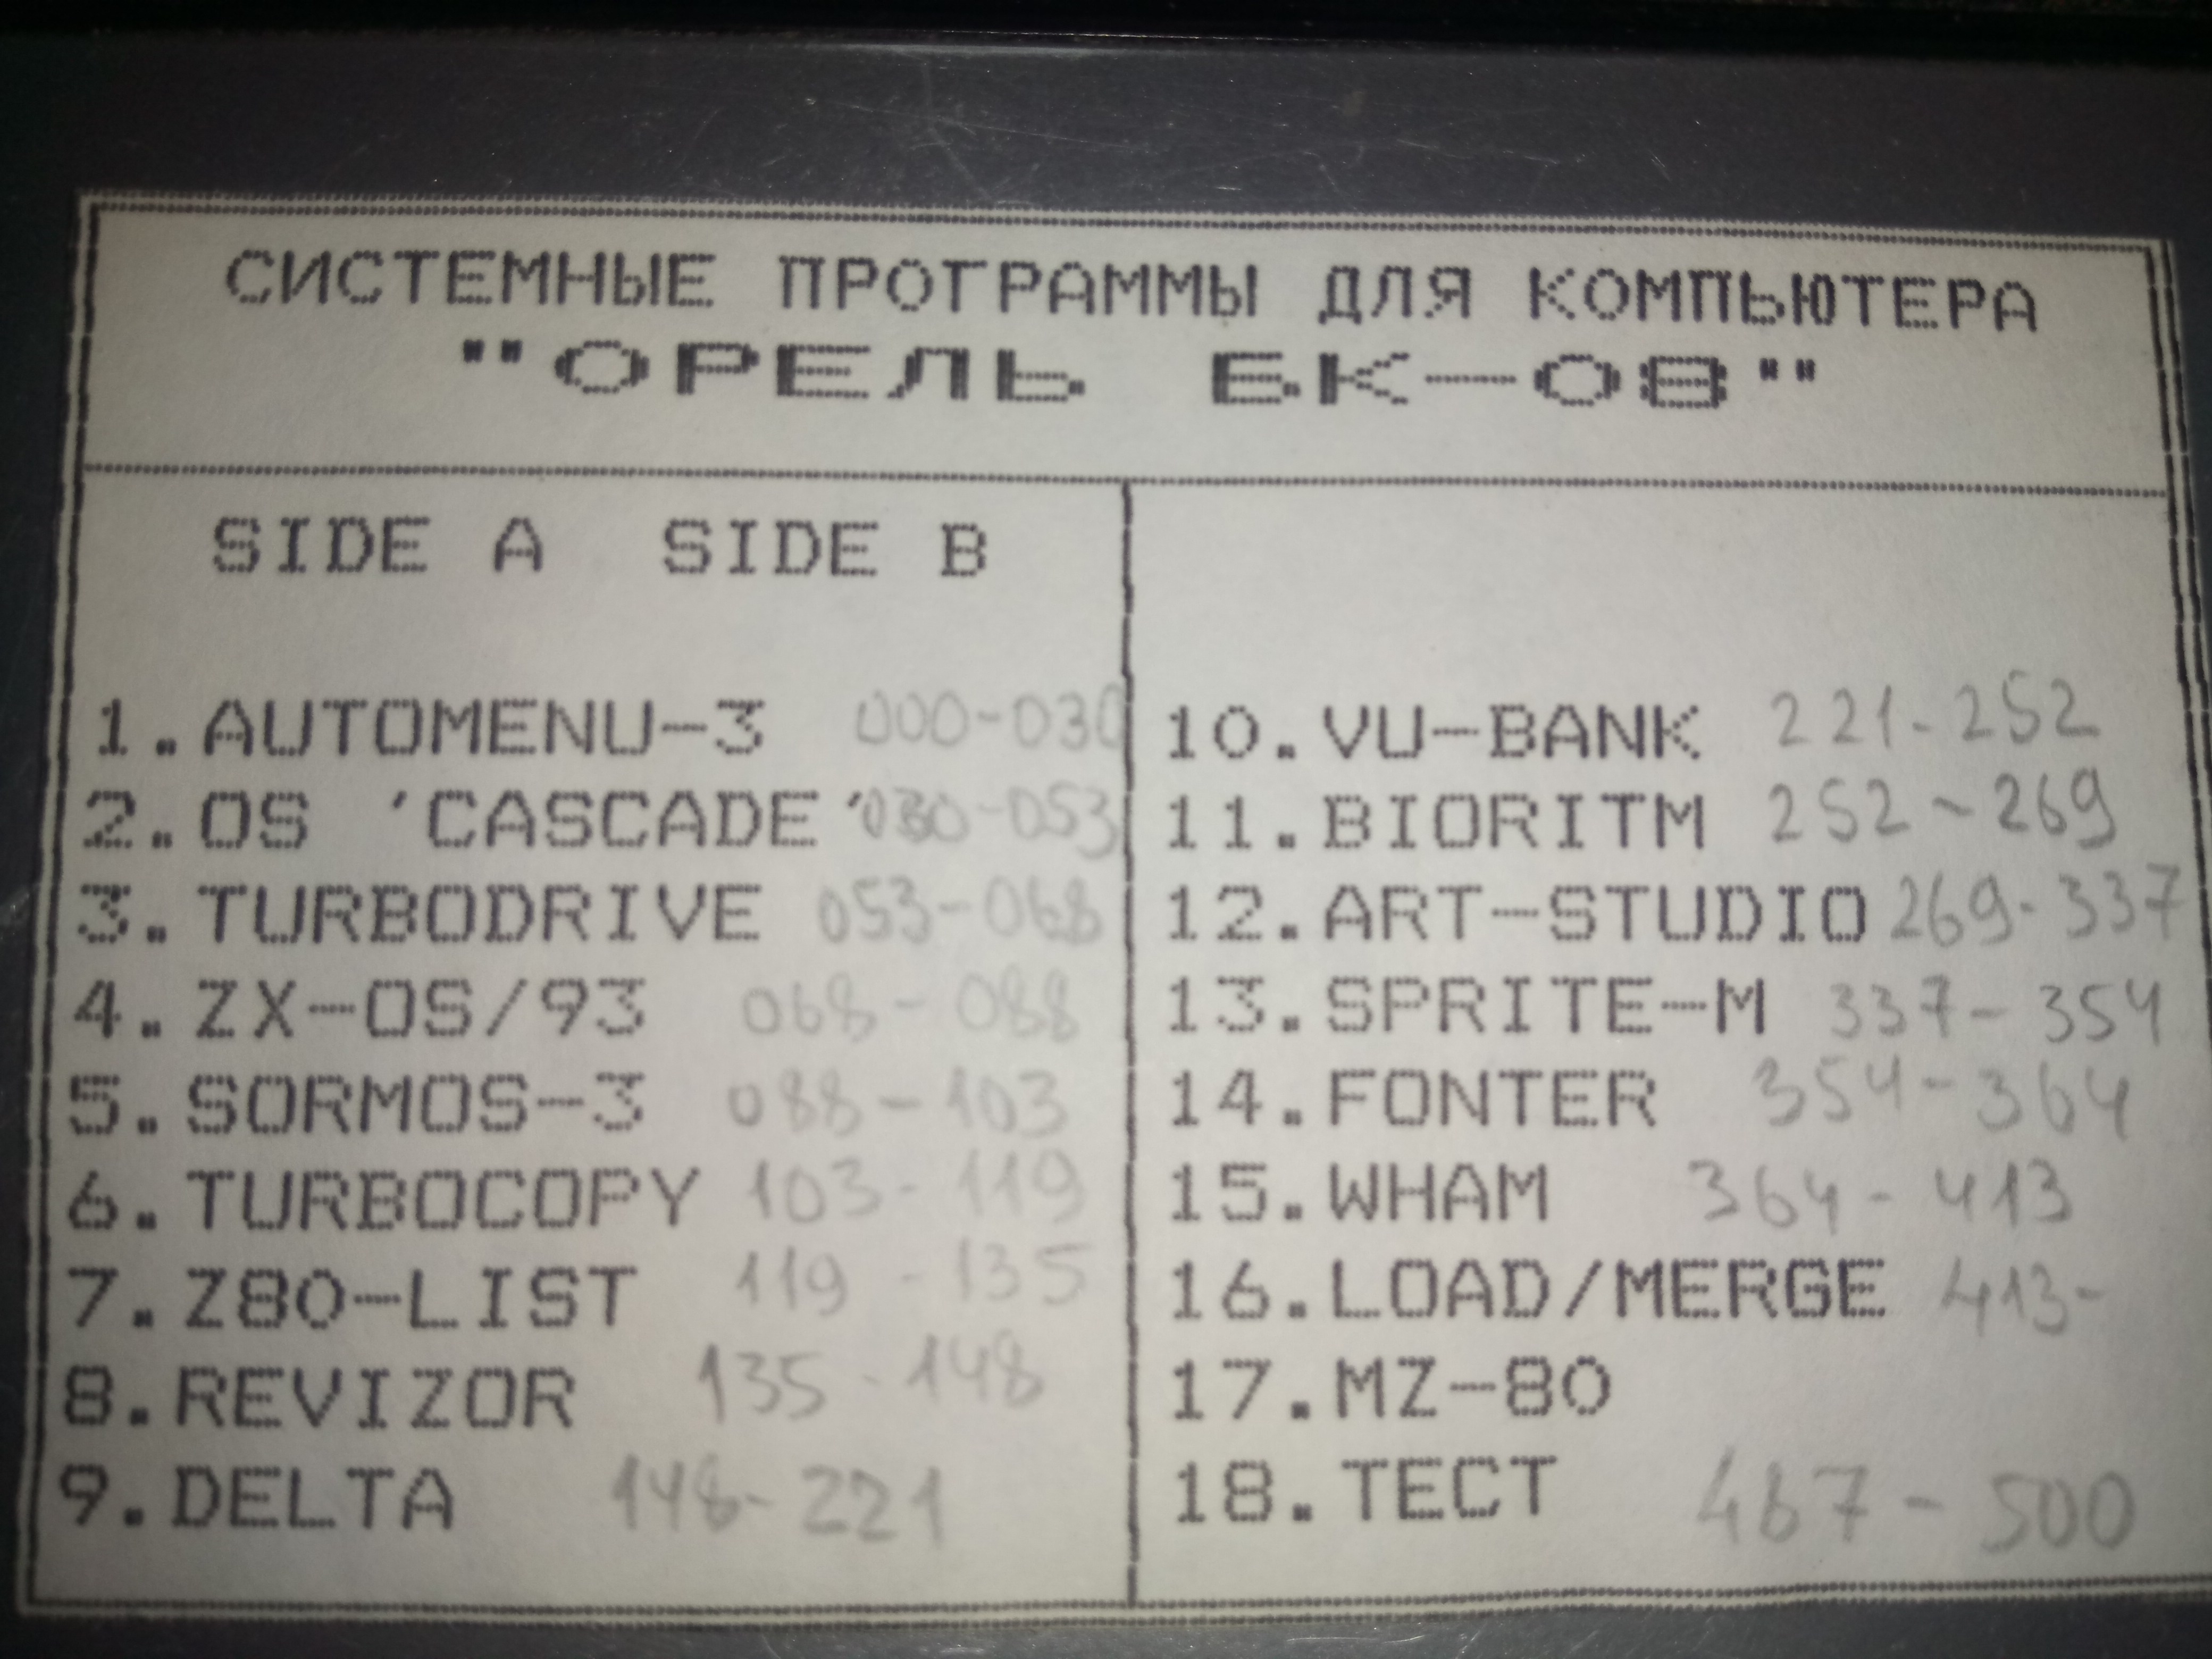 СИСТЕМНЫЕ ПРОГРАММЫ ДЛЯ КОМПЬЮТЕРА
"ОРЕЛЬ БК-08"
SIDE A SIDE B
1.AUTOMENU-3 000-030
2.OS 'CASCADE' 030-053
3.TURBODRIVE 053-068
4.ZX-OS/93 068-088
5.SORMOS-3 088-103
6.TURBOCOPY 103-119
7.Z80-LIST 119-135
8.REVIZOR 135-148
9.DELTA 148-221
10.VU-BANK 221-252
11.BIORITM 252-269
12.ART-STUDIO 269-337
13.SPRITE-M 337-354
14.FONTER 354-364
15.WHAM 364-413
16.LOAD/MERGE 413-
17.MZ-80
18.ТЕСТ 467-500